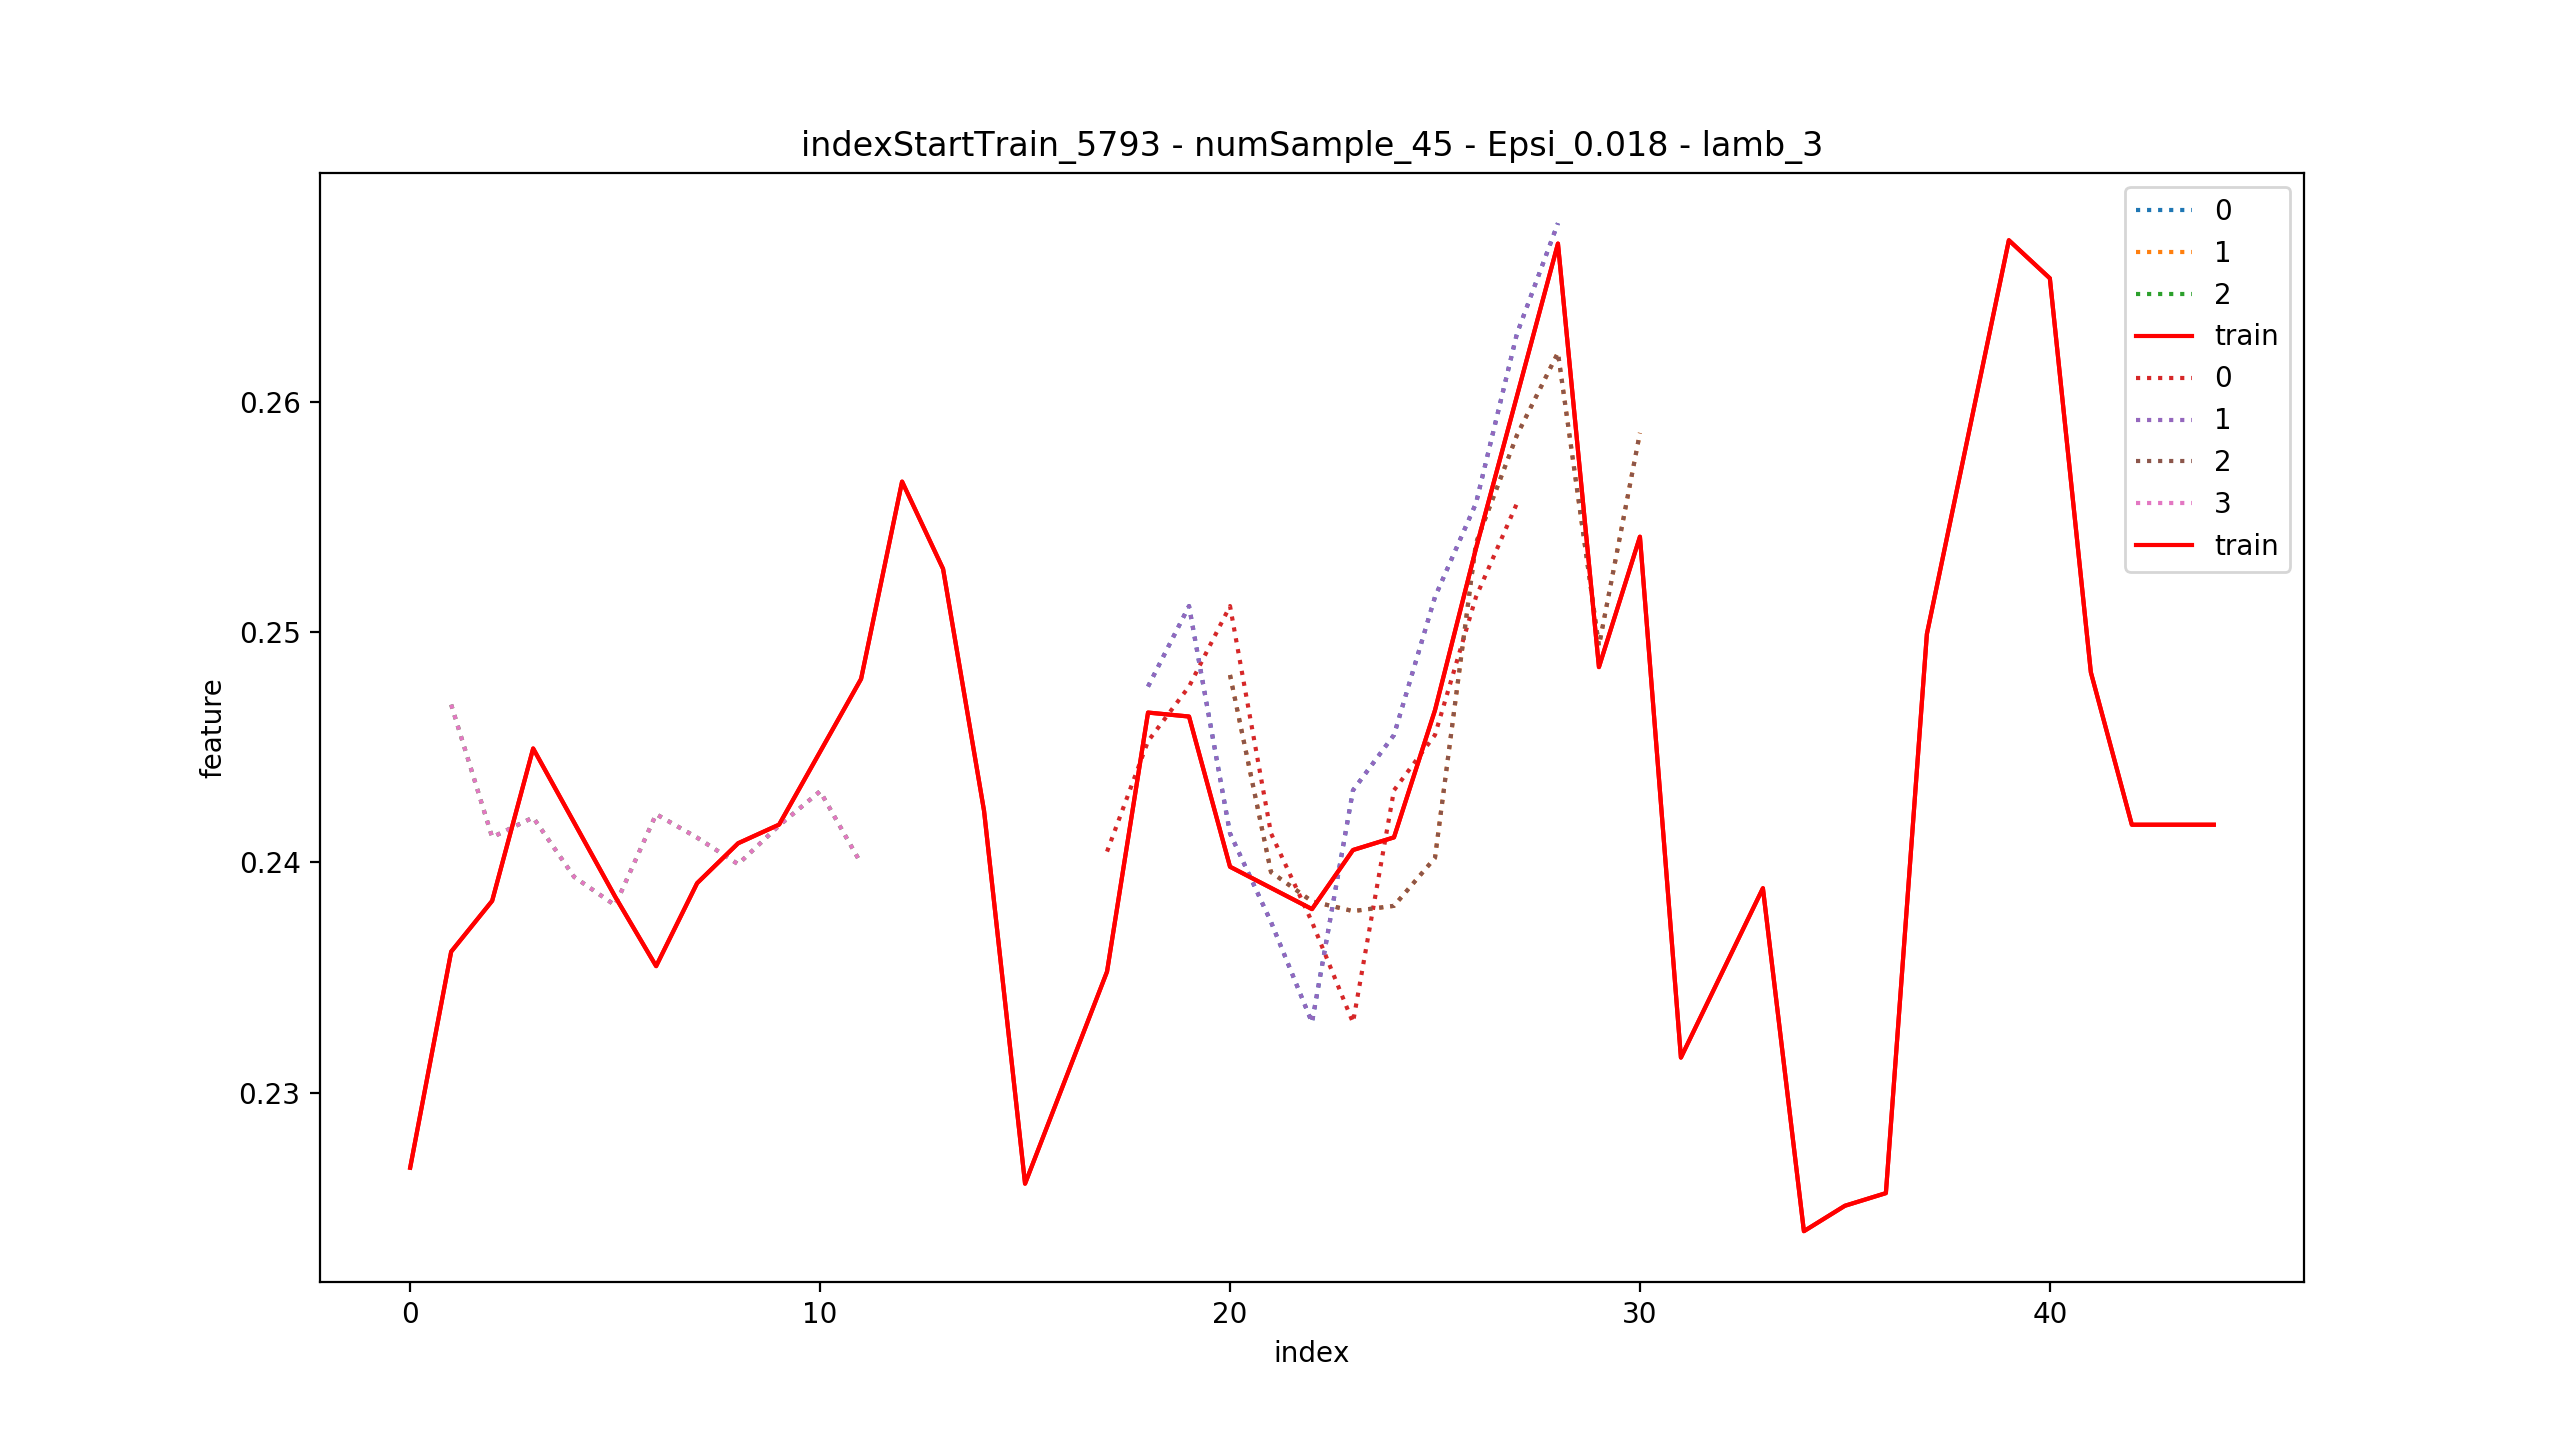 indexStartTrain_5793 - numSample_45 - Epsi_0.018 - lamb_3
0
1
2
train
0
1
2
3
train
0.26
0.25
0.24
0.23
feature
0 10 20 30 40
index